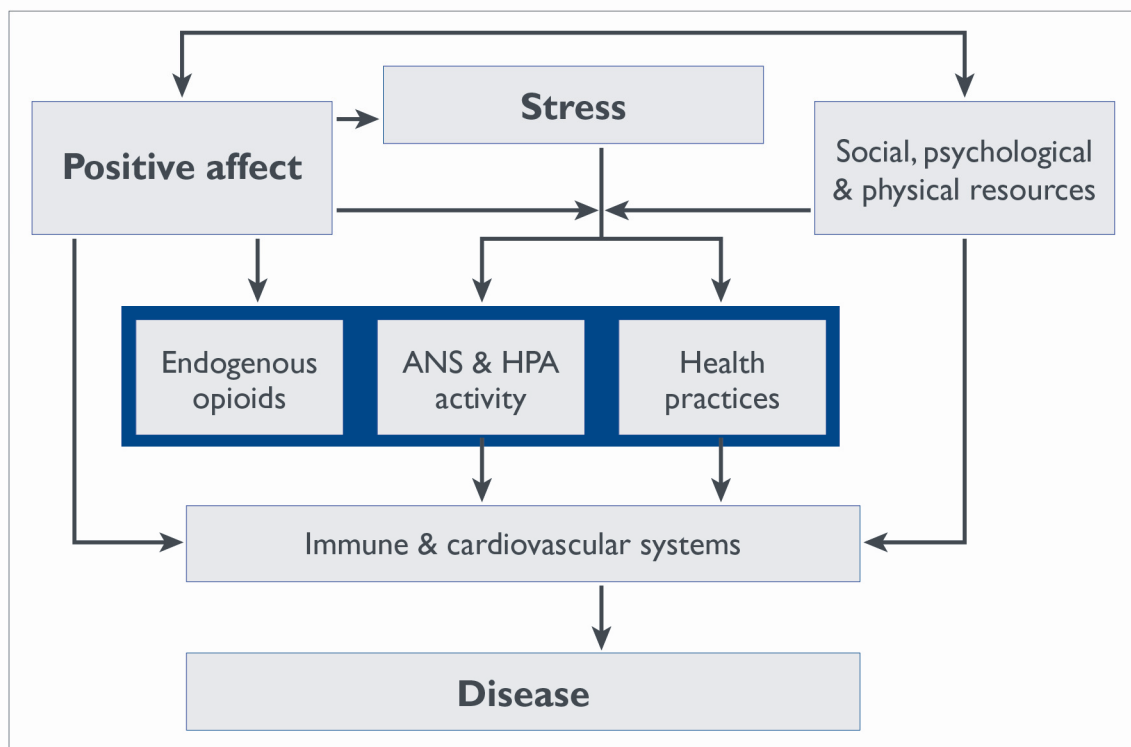 Stress
Positive affect
Social, psychological
& physical resources
Endogenous
opioids
ANS & HPA
activity
Health
practices
Immune & cardiovascular systems
Disease